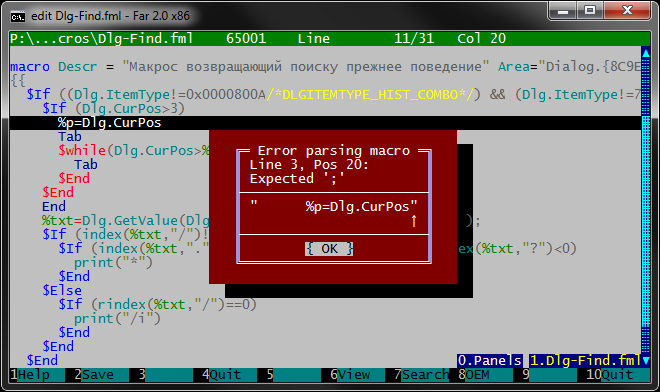 edit Dlg-Find.fml - Far 2.0 x86
P:\...cros\Dlg-Find.fml 65001 Line 11/31 Col 20
macro Descr = "Макрос возвращающий поиску прежнее поведение" Area="Dialog.{8C9E
{{
$If ((Dlg.ItemType!=0x0000800A/*DLGITEMTYPE_HIST_COMBO*/) && (Dlg.ItemType!=7
$If (Dlg.CurPos>3)
%p=Dlg.CurPos
Tab
$while(Dlg.CurPos>%
Tab
$End
$End
End
%txt=Dlg.GetValue(Dlg );
$If (index(%txt,"/")!
$If (index(%txt,"." ex(%txt,"?")<0)
print("*")
$End
$Else
$If (rindex(%txt,"/")==0)
print("/i")
$End
$End
$End
Error parsing macro
Line 3, Pos 20:
Expected ';'
" %p=Dlg.CurPos"
↑
{ OK }
0.Panels 1.Dlg-Find.fml
1Help 2Save 3 4Quit 5 6View 7Search 8OEM 9 10Quit